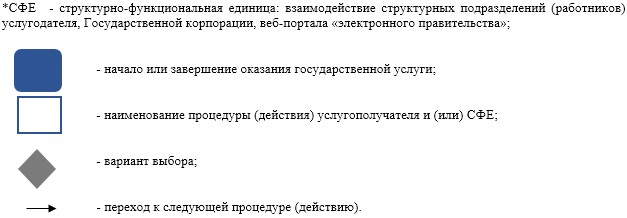 *СФЕ - структурно-функциональная единица: взаимодействие структурных подразделений (работников)
услугодателя, Государственной корпорации, веб-портала «электронного правительства»;
- начало или завершение оказания государственной услуги;
- наименование процедуры (действия) услугополучателя и (или) СФЕ;
- вариант выбора;
- переход к следующей процедуре (действию).